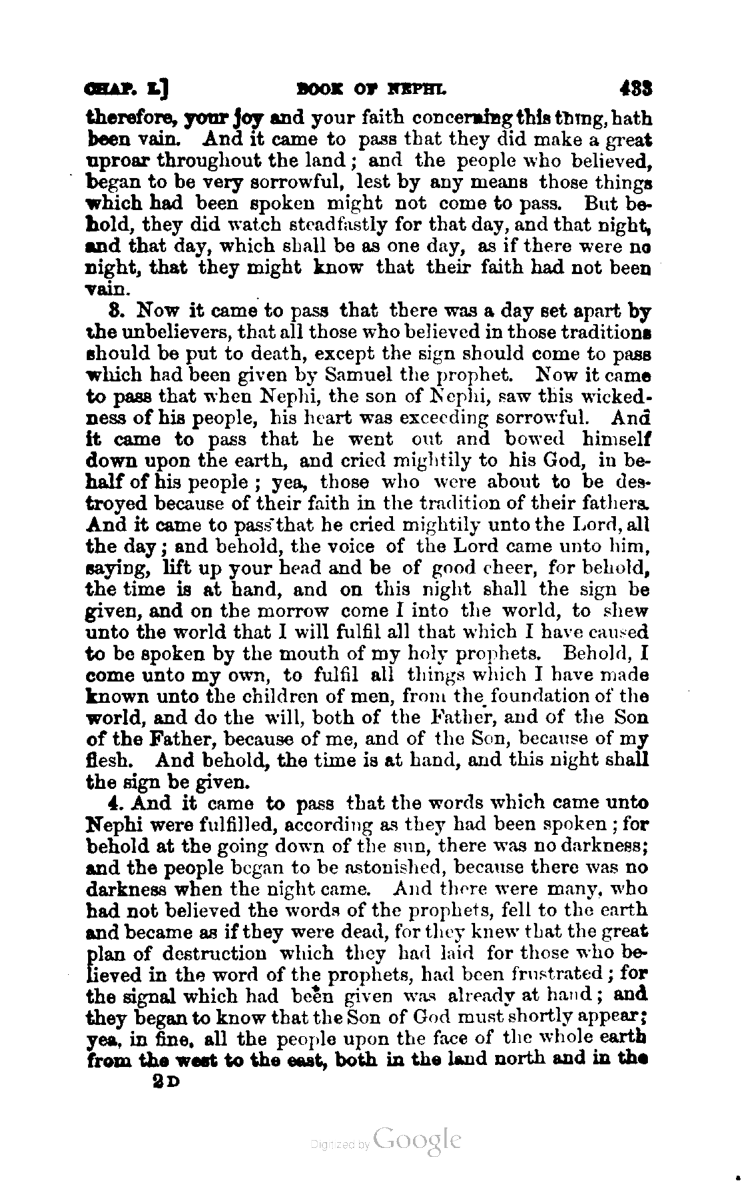 CHAP. I.] BOOK OF NEPHI. 433
therefore, your joy and your faith concerning this thing, hath
been vain. And it came to pass that they did make a great
uproar throughout the land; and the people who believed,
began to be very sorrowful, lest by any means those things
which had been spoken might not come to pass. But be-
hold, they did watch steadfastly for that day, and that night,
and that day, which shall be as one day, as if there were no
night, that they might know that their faith had not been
vain.
3. Now it came to pass that there was a day set apart by
the unbelievers, that all those who believed in those traditions
should be put to death, except the sign should come to pass
which had been given by Samuel the prophet. Now it came
to pass that when Nephi, the son of Nephi, saw this wicked-
ness of his people, his heart was exceeding sorrowful. And
it came to pass that he went out and bowed himself
down upon the earth, and cried mightily to his God, in be-
half of his people; yea, those who were about to be des-
troyed because of their faith in the tradition of their fathers.
And it came to pass that he cried mightily unto the Lord, all
the day; and behold, the voice of the Lord came unto him,
saying, lift up your head and be of good cheer, for behold,
the time is at hand, and on this night shall the sign be
given, and on the morrow come I into the world, to shew
unto the world that I will fulfil all that which I have caused
to be spoken by the mouth of my holy prophets. Behold, I
come unto my own, to fulfil all things which I have made
known unto the children of men, from the foundation of the
world, and do the will, both of the Father, and of the Son
of the Father, because of me, and of the Son, because of my
flesh. And behold, the time is at hand, and this night shall
the sign be given.
4. And it came to pass that the words which came unto
Nephi were fulfilled, according as they had been spoken; for
behold at the going down of the sun, there was no darkness;
and the people began to be astonished, because there was no
darkness when the night came. And there were many, who
had not believed the words of the prophets, fell to the earth
and became as if they were dead, for they knew that the great
plan of destruction which they had laid for those who be-
lieved in the word of the prophets, had been frustrated; for
the signal which had been given was already at hand; and
they began to know that the Son of God must shortly appear;
yea, in fine, all the people upon the face of the whole earth
from the west to the east, both in the land north and in the
2D
Digitized by Google